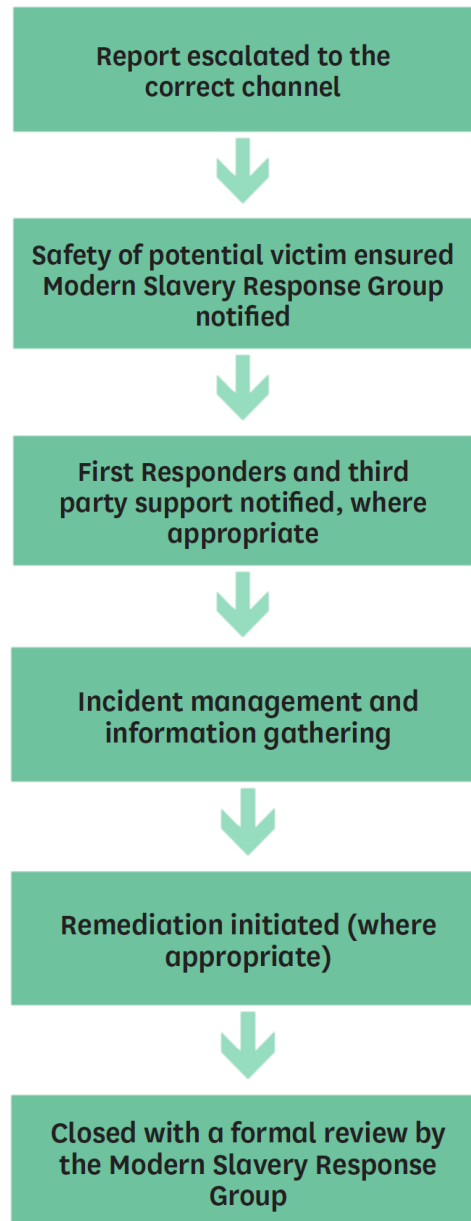 Report escalated to the
correct channel
Safety of potential victim ensured
Modern Slavery Response Group
notified
First Responders and third
party support notified, where
appropriate
Incident management and
information gathering
Remediation initiated (where
appropriate)
Closed with a formal review by
the Modern Slavery Response
Group